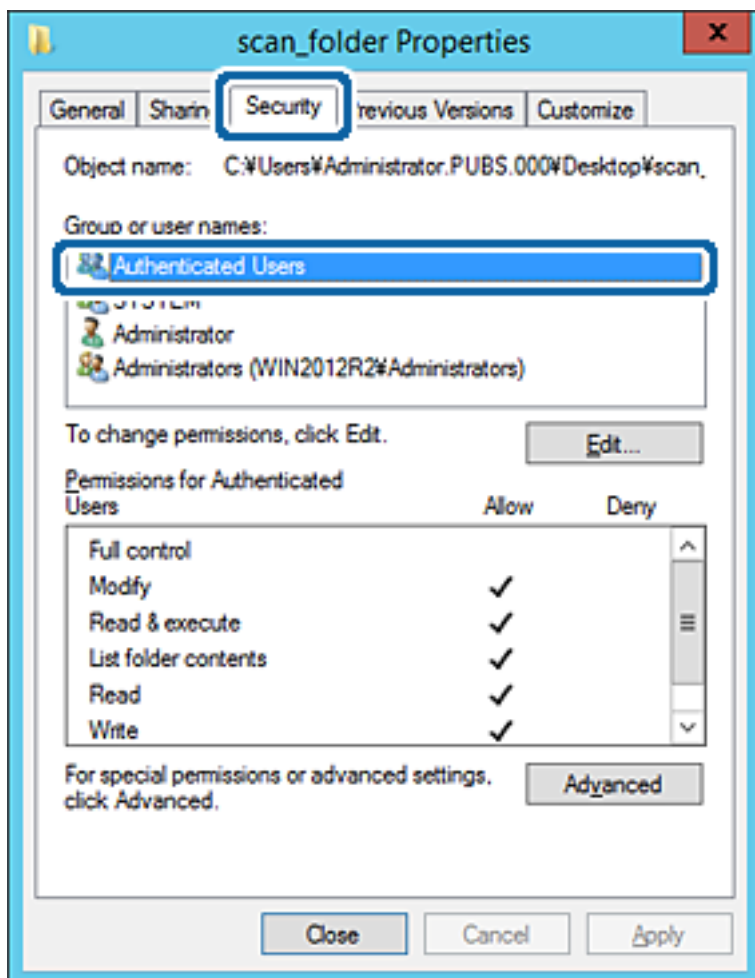 scan_folder Properties
x
General Sharin Security revious Versions Customize
Object name: C:¥Users¥Administrator.PUBS.000¥Desktop¥scan_
Group or user names:
Authenticated Users
SYSTEM
Administrator
Administrators (WIN2012R2¥Administrators)
To change permissions, click Edit.
Edit...
Permissions for Authenticated
Users Allow Deny
Full control
Modify
Read & execute
List folder contents
Read
Write
For special permissions or advanced settings,
click Advanced.
Advanced
Close Cancel Apply